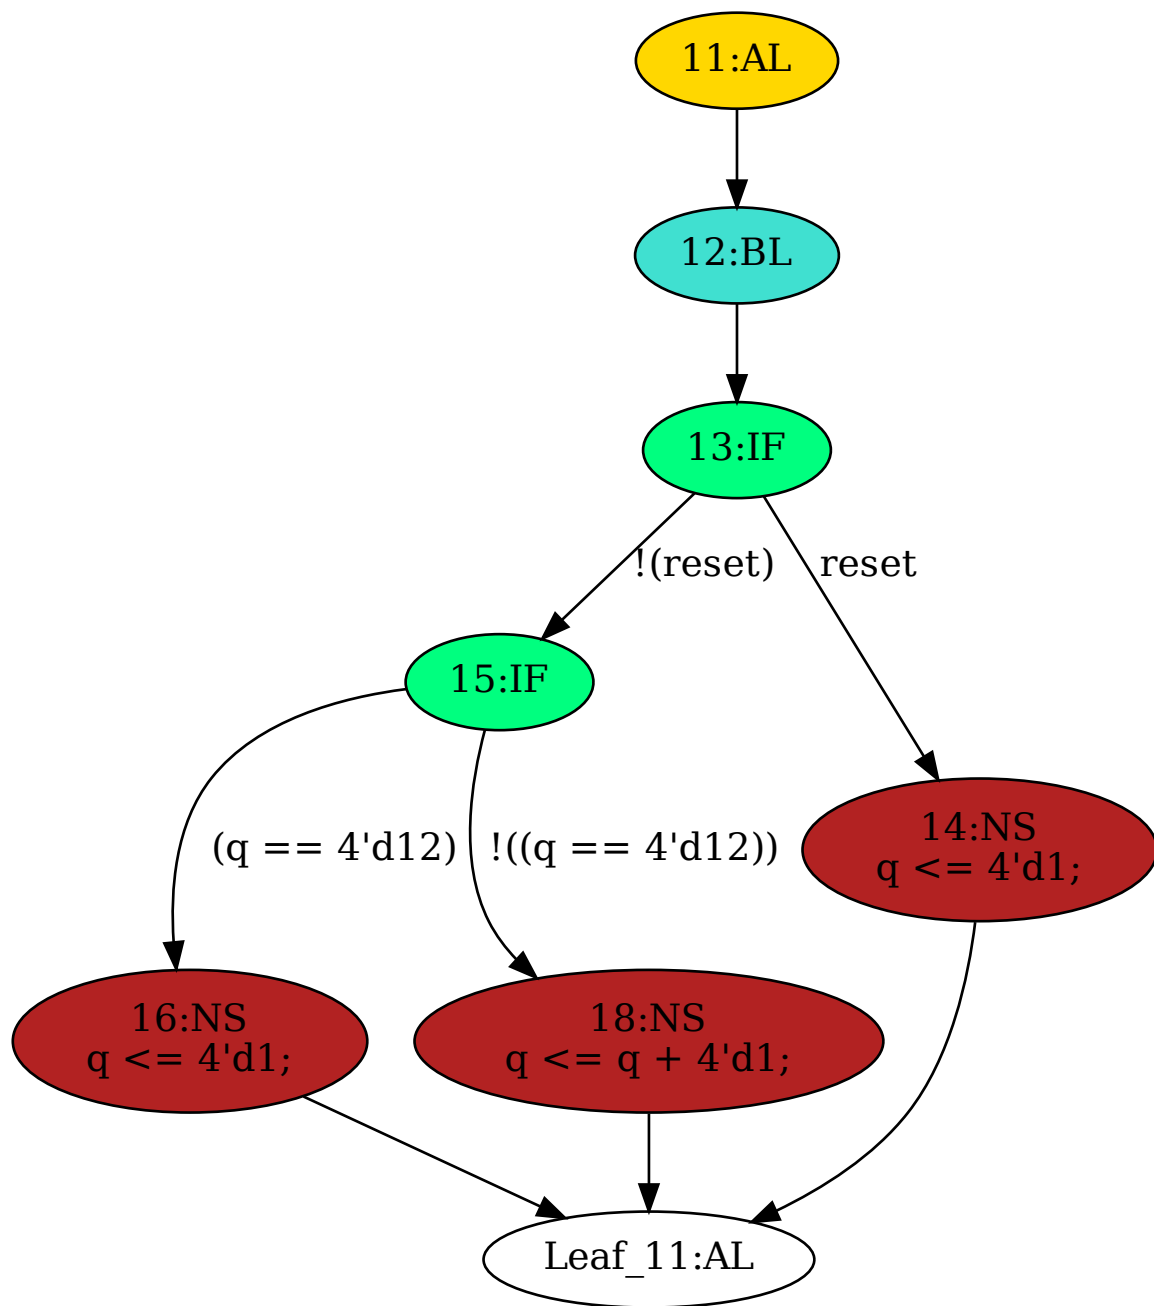 11:AL
12:BL
13:IF
!(reset)
reset
15:IF
(q == 4'd12)
!((q == 4'd12))
14:NS
q <= 4'd1;
16:NS
q <= 4'd1;
18:NS
q <= q + 4'd1;
Leaf_11:AL